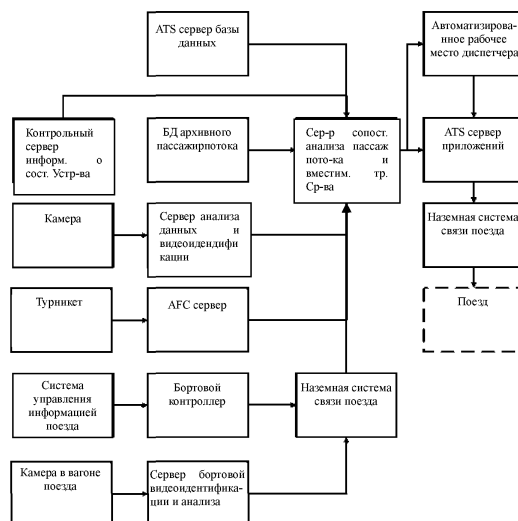 ATS сервер базы
данных
Автоматизирова-
нное рабочее
место диспетчера
Контрольный
сервер
информ. о
сост. Устр-ва
БД архивного
пассажирпотока
Сер-р сопост.
анализа пассаж
пото-ка и
вместим. тр.
Ср-ва
ATS сервер
приложений
Камера
Сервер анализа
данных и
видеоидендифи
кации
Наземная система
связи поезда
Турникет
AFC сервер
Поезд
Система
управления
информацией
поезда
Бортовой
контроллер
Наземная система
связи поезда
Камера в вагоне
поезда
Сервер бортовой
видеоидентифика-
ции и анализа